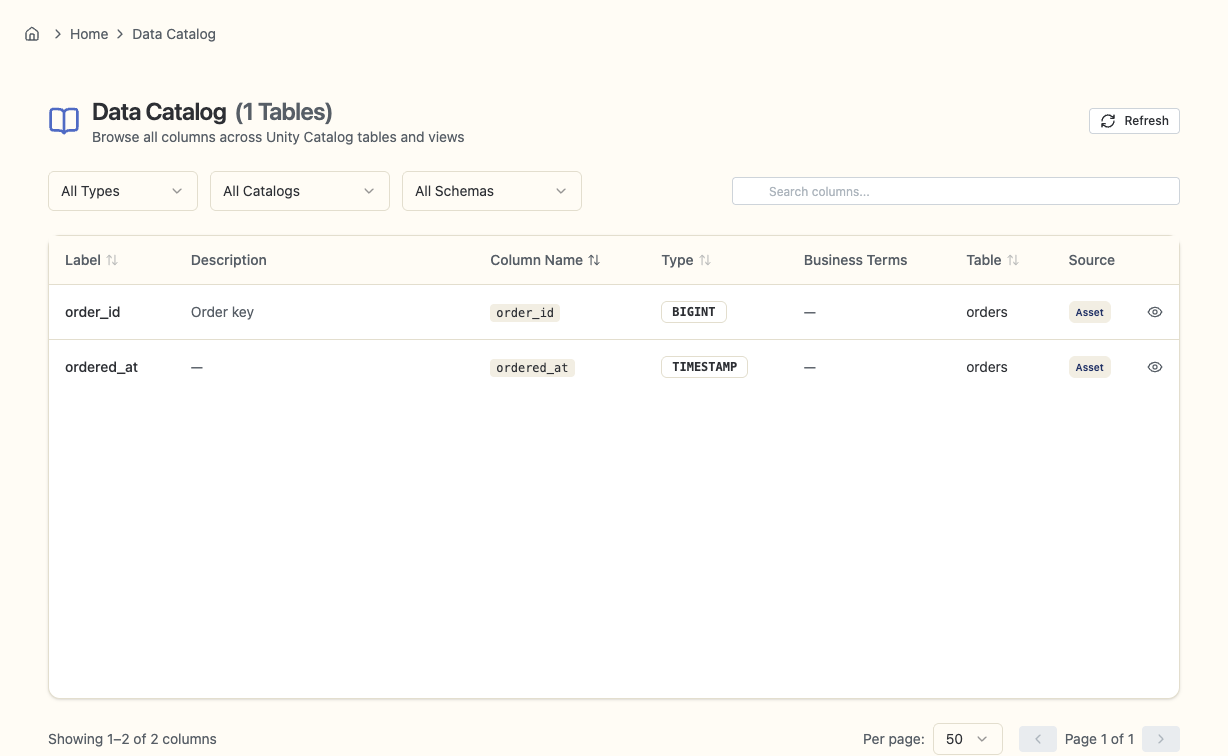 Home Data Catalog
Data Catalog (1 Tables)
Browse all columns across Unity Catalog tables and views
Refresh
All Types All Catalogs All Schemas Search columns...
Label Description Column Name Type Business Terms Table Source
order_id Order key order_id BIGINT — orders Asset
ordered_at — ordered_at TIMESTAMP — orders Asset
Showing 1–2 of 2 columns Per page: 50 Page 1 of 1